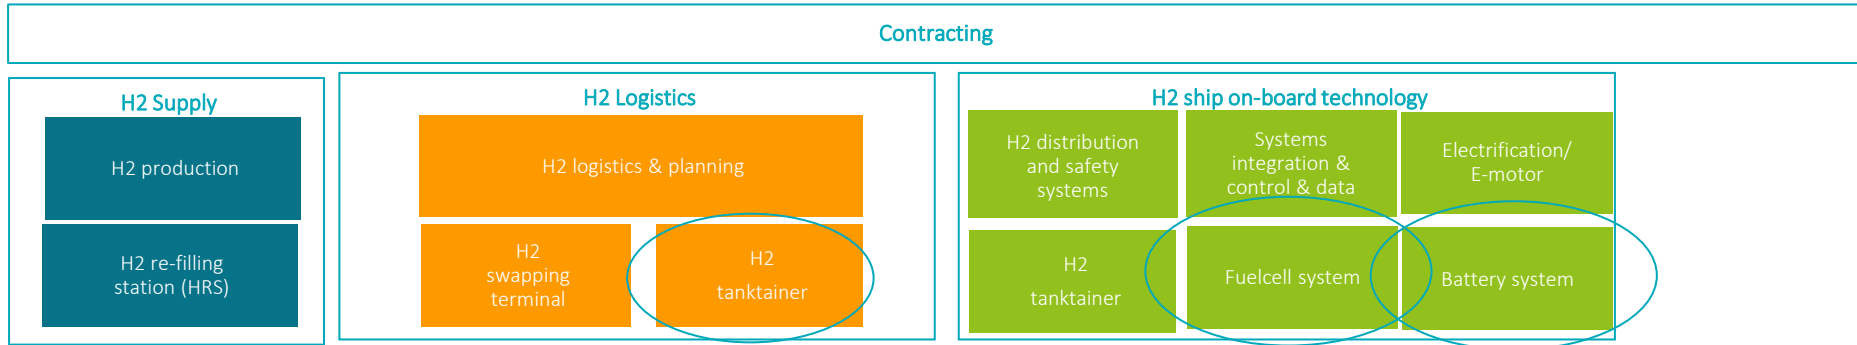 Contracting
H2 Supply
H2 production
H2 re-filling
station (HRS)
H2 Logistics
H2 logistics & planning
H2
swapping
terminal
H2
tanktainer
H2 ship on-board technology
H2 distribution
and safety
systems
Systems
integration &
control & data
Electrification/
E-motor
H2
tanktainer
Fuelcell system
Battery system